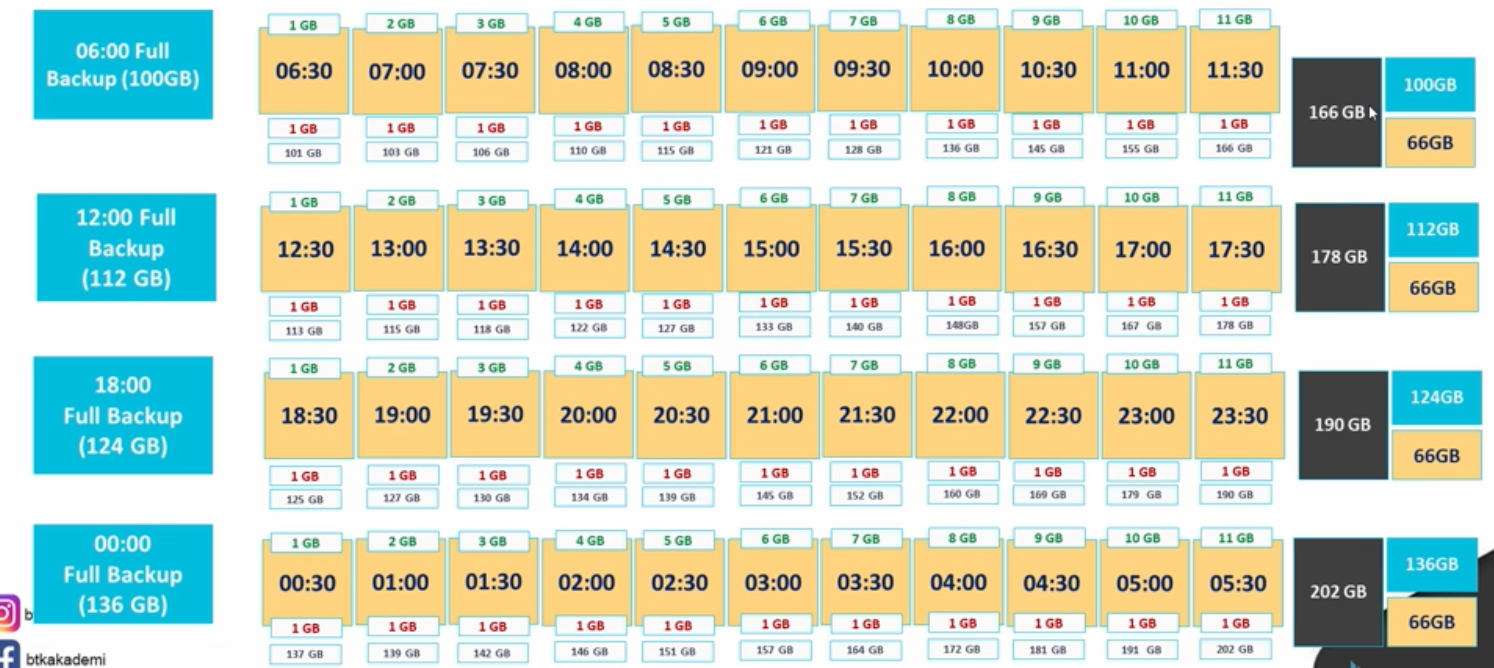 06:00 Full
Backup (100GB)
1 GB 2 GB 3 GB 4 GB 5 GB 6 GB 7 GB 8 GB 9 GB 10 GB 11 GB
06:30 07:00 07:30 08:00 08:30 09:00 09:30 10:00 10:30 11:00 11:30
1 GB 1 GB 1 GB 1 GB 1 GB 1 GB 1 GB 1 GB 1 GB 1 GB 1 GB
101 GB 103 GB 106 GB 110 GB 115 GB 121 GB 128 GB 136 GB 145 GB 155 GB 166 GB
166 GB
100GB
66GB
12:00 Full
Backup
(112 GB)
1 GB 2 GB 3 GB 4 GB 5 GB 6 GB 7 GB 8 GB 9 GB 10 GB 11 GB
12:30 13:00 13:30 14:00 14:30 15:00 15:30 16:00 16:30 17:00 17:30
1 GB 1 GB 1 GB 1 GB 1 GB 1 GB 1 GB 1 GB 1 GB 1 GB 1 GB
113 GB 115 GB 118 GB 122 GB 127 GB 133 GB 140 GB 148GB 157 GB 167 GB 178 GB
178 GB
112GB
66GB
18:00
Full Backup
(124 GB)
1 GB 2 GB 3 GB 4 GB 5 GB 6 GB 7 GB 8 GB 9 GB 10 GB 11 GB
18:30 19:00 19:30 20:00 20:30 21:00 21:30 22:00 22:30 23:00 23:30
1 GB 1 GB 1 GB 1 GB 1 GB 1 GB 1 GB 1 GB 1 GB 1 GB 1 GB
125 GB 127 GB 130 GB 134 GB 139 GB 145 GB 152 GB 160 GB 169 GB 179 GB 190 GB
190 GB
124GB
66GB
00:00
Full Backup
(136 GB)
1 GB 2 GB 3 GB 4 GB 5 GB 6 GB 7 GB 8 GB 9 GB 10 GB 11 GB
00:30 01:00 01:30 02:00 02:30 03:00 03:30 04:00 04:30 05:00 05:30
1 GB 1 GB 1 GB 1 GB 1 GB 1 GB 1 GB 1 GB 1 GB 1 GB 1 GB
137 GB 139 GB 142 GB 146 GB 151 GB 157 GB 164 GB 172 GB 181 GB 191 GB 202 GB
202 GB
136GB
66GB
b
btkakademi